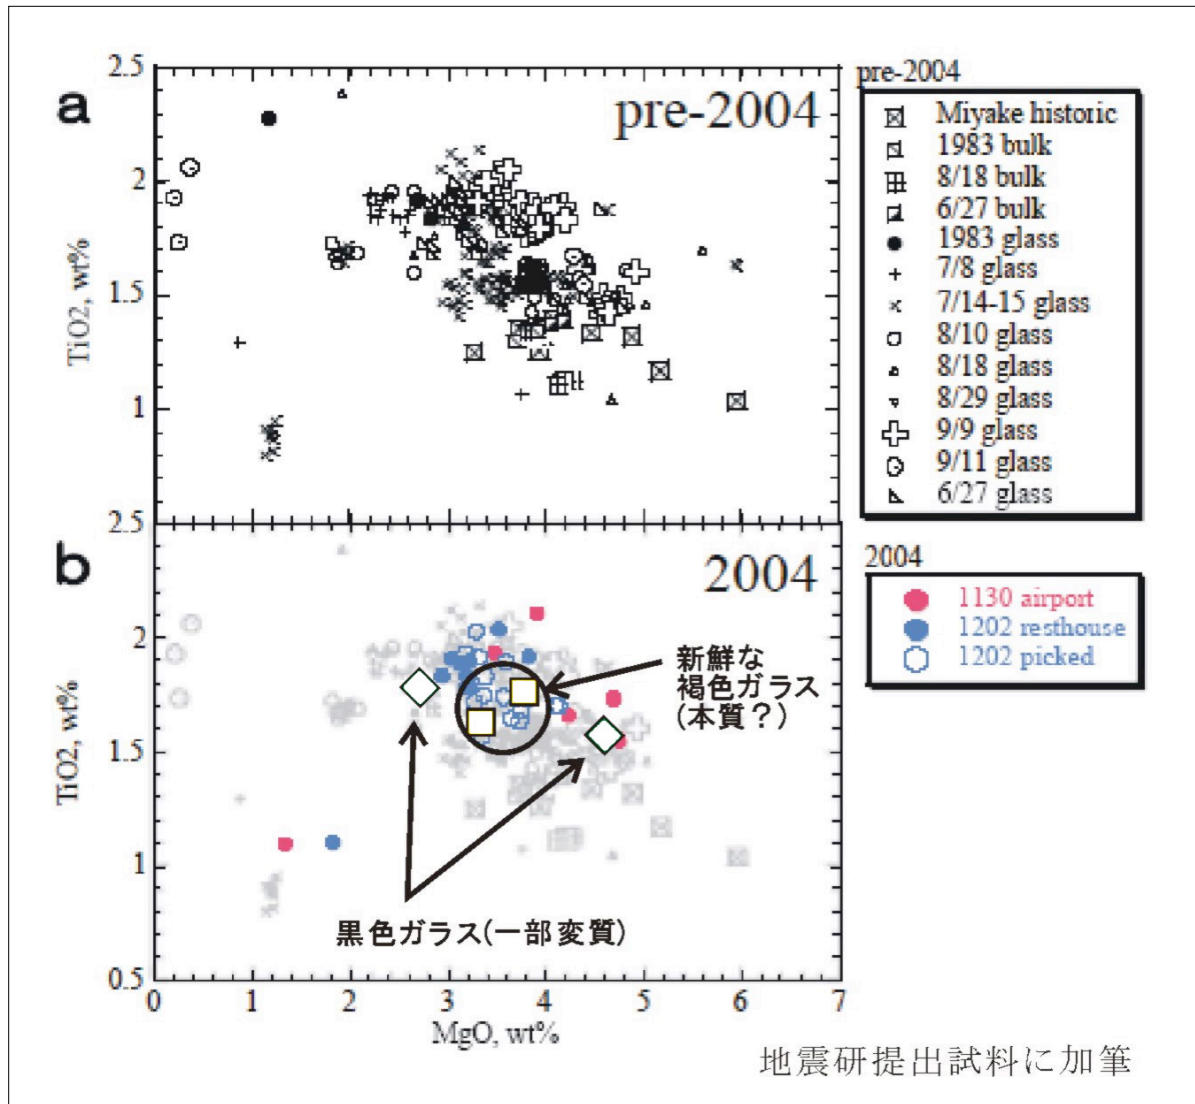 a
pre-2004
2.5
2
1.5
1
2.5
TiO2, wt%
pre-2004
Miyake historic
1983 bulk
8/18 bulk
6/27 bulk
1983 glass
7/8 glass
7/14-15 glass
8/10 glass
8/18 glass
8/29 glass
9/9 glass
9/11 glass
6/27 glass
b
2004
2
1.5
1
0.5
TiO2, wt%
新鮮な
褐色ガラス
(本質？)
黒色ガラス(一部変質)
0 1 2 3 4 5 6 7
MgO, wt%
2004
1130 airport
1202 resthouse
1202 picked
地震研提出試料に加筆